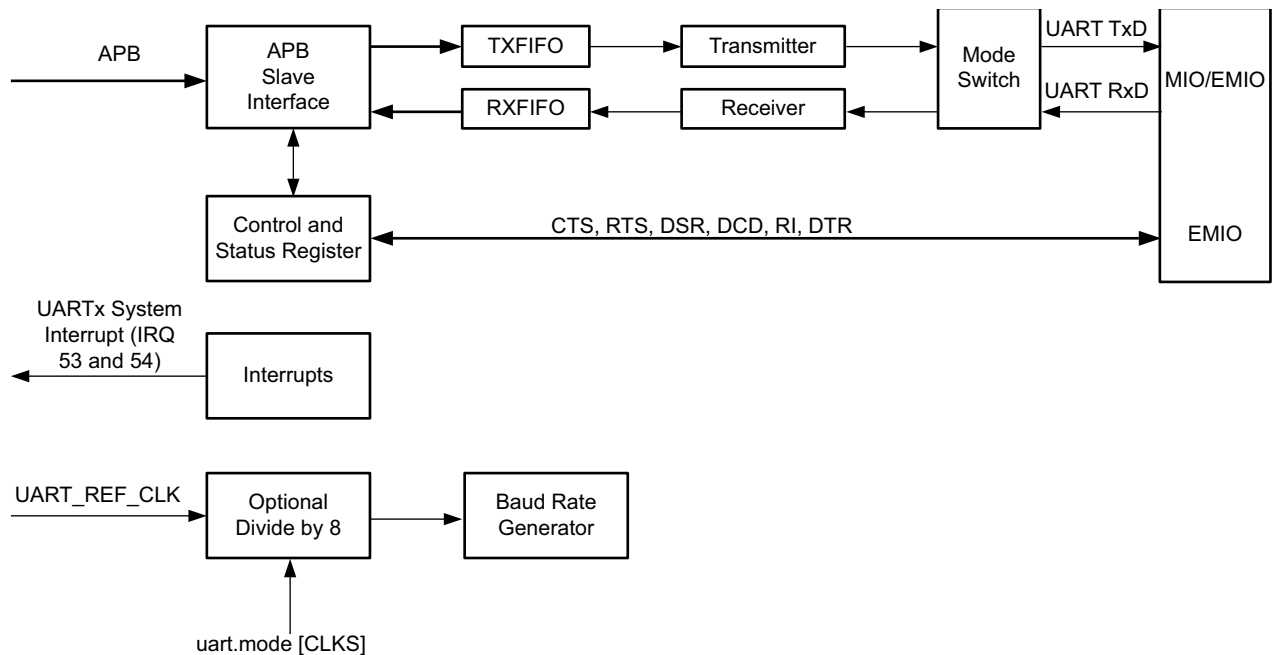 APB
APB
Slave
Interface
TXFIFO
Transmitter
Mode
Switch
UART TxD
MIO/EMIO
RXFIFO
Receiver
UART RxD
Control and
Status Register
CTS, RTS, DSR, DCD, RI, DTR
EMIO
UARTx System
Interrupt (IRQ
53 and 54)
Interrupts
UART_REF_CLK
Optional
Divide by 8
Baud Rate
Generator
uart.mode [CLKS]